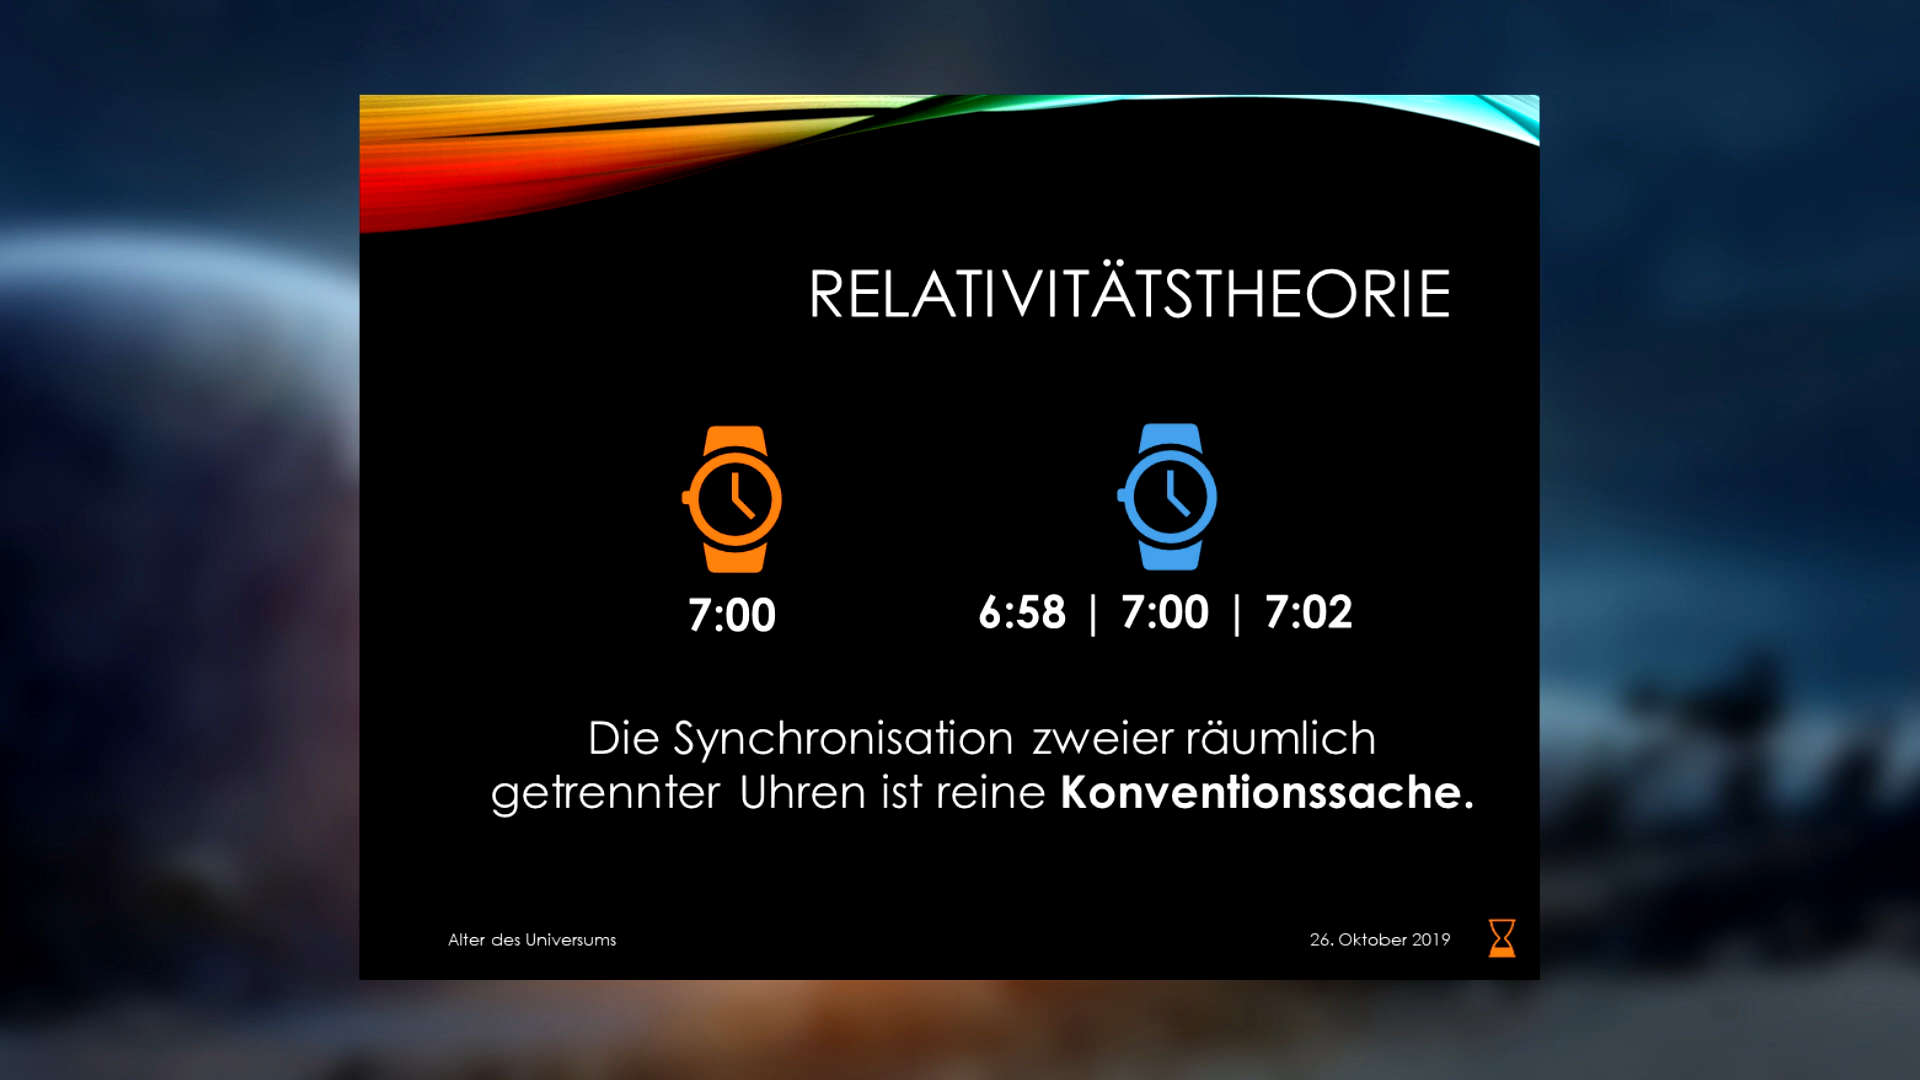 RELATIVITÄTSTHEORIE
7:00
6:58 | 7:00 | 7:02
Die Synchronisation zweier räumlich
getrennter Uhren ist reine Konventionssache.
Alter des Universums
26. Oktober 2019